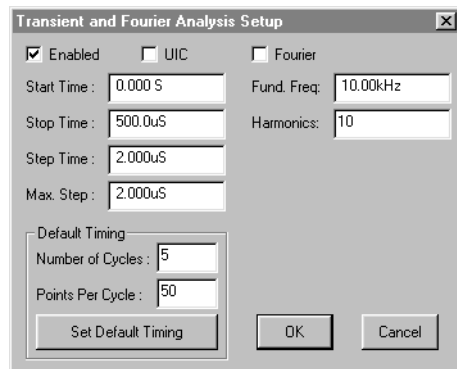 Transient and Fourier Analysis Setup
Enabled UIC Fourier
Start Time : 0.000 S Fund. Freq: 10.00kHz
Stop Time : 500.0uS Harmonics: 10
Step Time : 2.000uS
Max. Step : 2.000uS
Default Timing
Number of Cycles : 5
Points Per Cycle : 50
Set Default Timing OK Cancel